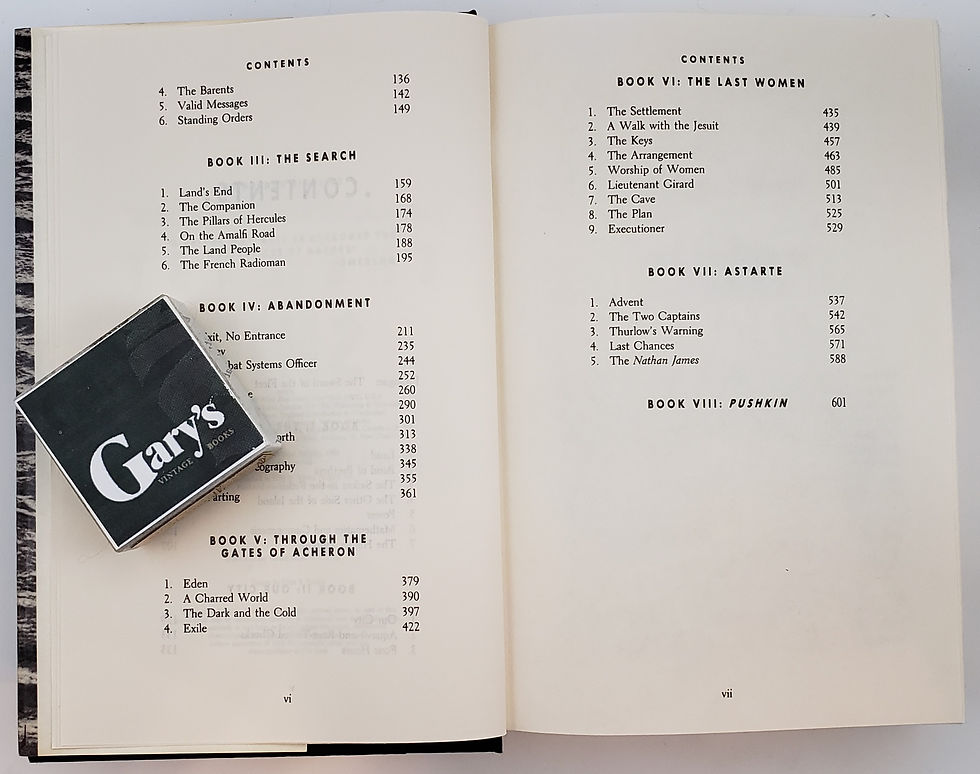 CONTENTS
4. The Barents 136
5. Valid Messages 142
6. Standing Orders 149
BOOK III: THE SEARCH
1. Land's End 159
2. The Companion 168
3. The Pillars of Hercules 174
4. On the Amalfi Road 178
5. The Land People 188
6. The French Radioman 195
BOOK IV: ABANDONMENT
No Entrance 211
235
Systems Officer 244
252
260
290
301
313
338
345
355
361
Gary's
VINTAGE BOOKS
BOOK V: THROUGH THE
GATES OF ACHERON
1. Eden 379
2. A Charred World 390
3. The Dark and the Cold 397
4. Exile 422
vi
CONTENTS
BOOK VI: THE LAST WOMEN
1. The Settlement 435
2. A Walk with the Jesuit 439
3. The Keys 457
4. The Arrangement 463
5. Worship of Women 485
6. Lieutenant Girard 501
7. The Cave 513
8. The Plan 525
9. Executioner 529
BOOK VII: ASTARTE
1. Advent 537
2. The Two Captains 542
3. Thurlow's Warning 565
4. Last Chances 571
5. The Nathan James 588
BOOK VIII: PUSHKIN 601
vii